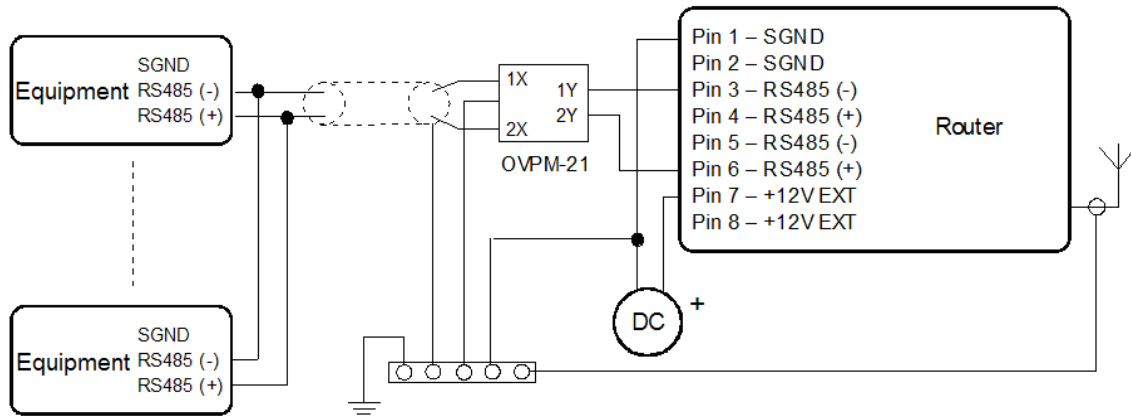 Equipment
SGND
RS485 (-)
RS485 (+)
1X
2X
1Y
2Y
OVPM-21
Pin 1 – SGND
Pin 2 – SGND
Pin 3 – RS485 (-)
Pin 4 – RS485 (+)
Pin 5 – RS485 (-)
Pin 6 – RS485 (+)
Pin 7 – +12V EXT
Pin 8 – +12V EXT
Router
DC
+
Equipment
SGND
RS485 (-)
RS485 (+)